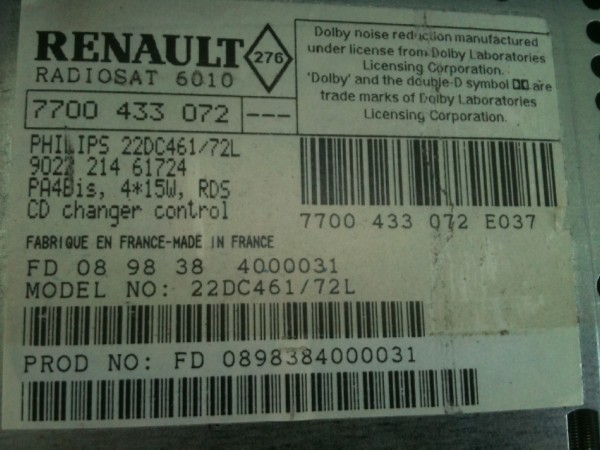 RENAULT
276
RADIOSAT 6010
7700 433 072 ---
Dolby noise reduction manufactured
under license from Dolby Laboratories
Licensing Corporation.
'Dolby' and the double-D symbol are
trade marks of Dolby Laboratories
Licensing Corporation.
PHILIPS 22DC461/72L
9022 214 61724
PA4Bis, 4*15W, RDS
CD changer control
7700 433 072 E037
FABRIQUE EN FRANCE-MADE IN FRANCE
FD 08 98 38 4000031
MODEL NO: 22DC461/72L
PROD NO: FD 0898384000031